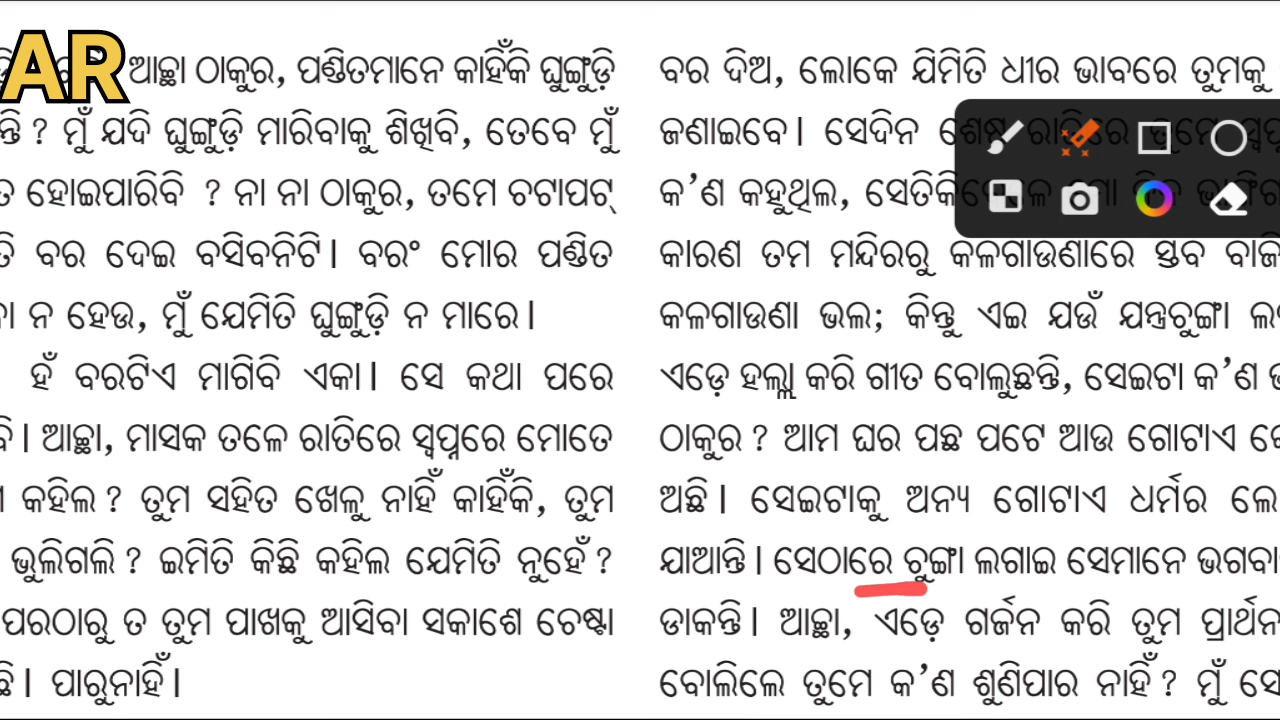 AR
ଆଚ୍ଛା ଠାକୁର, ପଣ୍ଡିତମାନେ କାହିଁକି ଘୁଙ୍ଗୁଡ଼ି
ନ୍ତି ? ମୁଁ ଯଦି ଘୁଙ୍ଗୁଡ଼ି ମାରିବାକୁ ଶିଖିବି, ତେବେ ମୁଁ
ତ ହୋଇପାରିବି ? ନା ନା ଠାକୁର, ତମେ ଚଟାପଟ୍
ବର ଦେଇ ବସିବନିଟି। ବରଂ ମୋର ପଣ୍ଡିତ
ନ ହେଉ, ମୁଁ ଯେମିତି ଘୁଙ୍ଗୁଡ଼ି ନ ମାରେ।
ହଁ ବରଟିଏ ମାଗିବି ଏକା। ସେ କଥା ପରେ
ଆଚ୍ଛା, ମାସକ ତଳେ ରାତିରେ ସ୍ୱପ୍ନରେ ମୋତେ
କହିଲ ? ତୁମ ସହିତ ଖେଳୁ ନାହିଁ କାହିଁକି, ତୁମ
ଭୁଲିଗଲି ? ଇମିତି କିଛି କହିଲ ଯେମିତି ନୁହେଁ ?
ପରଠାରୁ ତ ତୁମ ପାଖକୁ ଆସିବା ସକାଶେ ଚେଷ୍ଟା
ଛି। ପାରୁନାହିଁ।
ବର ଦିଅ, ଲୋକେ ଯିମିତି ଧୀର ଭାବରେ ତୁମକୁ
ଜଣାଇବେ। ସେଦିନ ଶେଷ ରାତିରେ ତୁମେ
କ’ଣ କହୁଥିଲ, ସେତିକିବେଳେ ମୋ
କାରଣ ତମ ମନ୍ଦିରରୁ କଳଗାଉଣାରେ ସ୍ତବ
କଳଗାଉଣା ଭଲ; କିନ୍ତୁ ଏଇ ଯଉଁ ଯନ୍ତ୍ରଚୁଙ୍ଗା
ଏଡ଼େ ହଲ୍ଲା କରି ଗୀତ ବୋଲୁଛନ୍ତି, ସେଇଟା କ’ଣ
ଠାକୁର ? ଆମ ଘର ପଛ ପଟେ ଆଉ ଗୋଟାଏ
ଅଛି। ସେଇଟାକୁ ଅନ୍ୟ ଗୋଟାଏ ଧର୍ମର
ଯାଆନ୍ତି। ସେଠାରେ ଚୁଙ୍ଗା ଲଗାଇ ସେମାନେ
ଡାକନ୍ତି। ଆଚ୍ଛା, ଏଡ଼େ ଗର୍ଜନ କରି ତୁମ
ବୋଲିଲେ ତୁମେ କ’ଣ ଶୁଣିପାର ନାହିଁ ? ମୁଁ